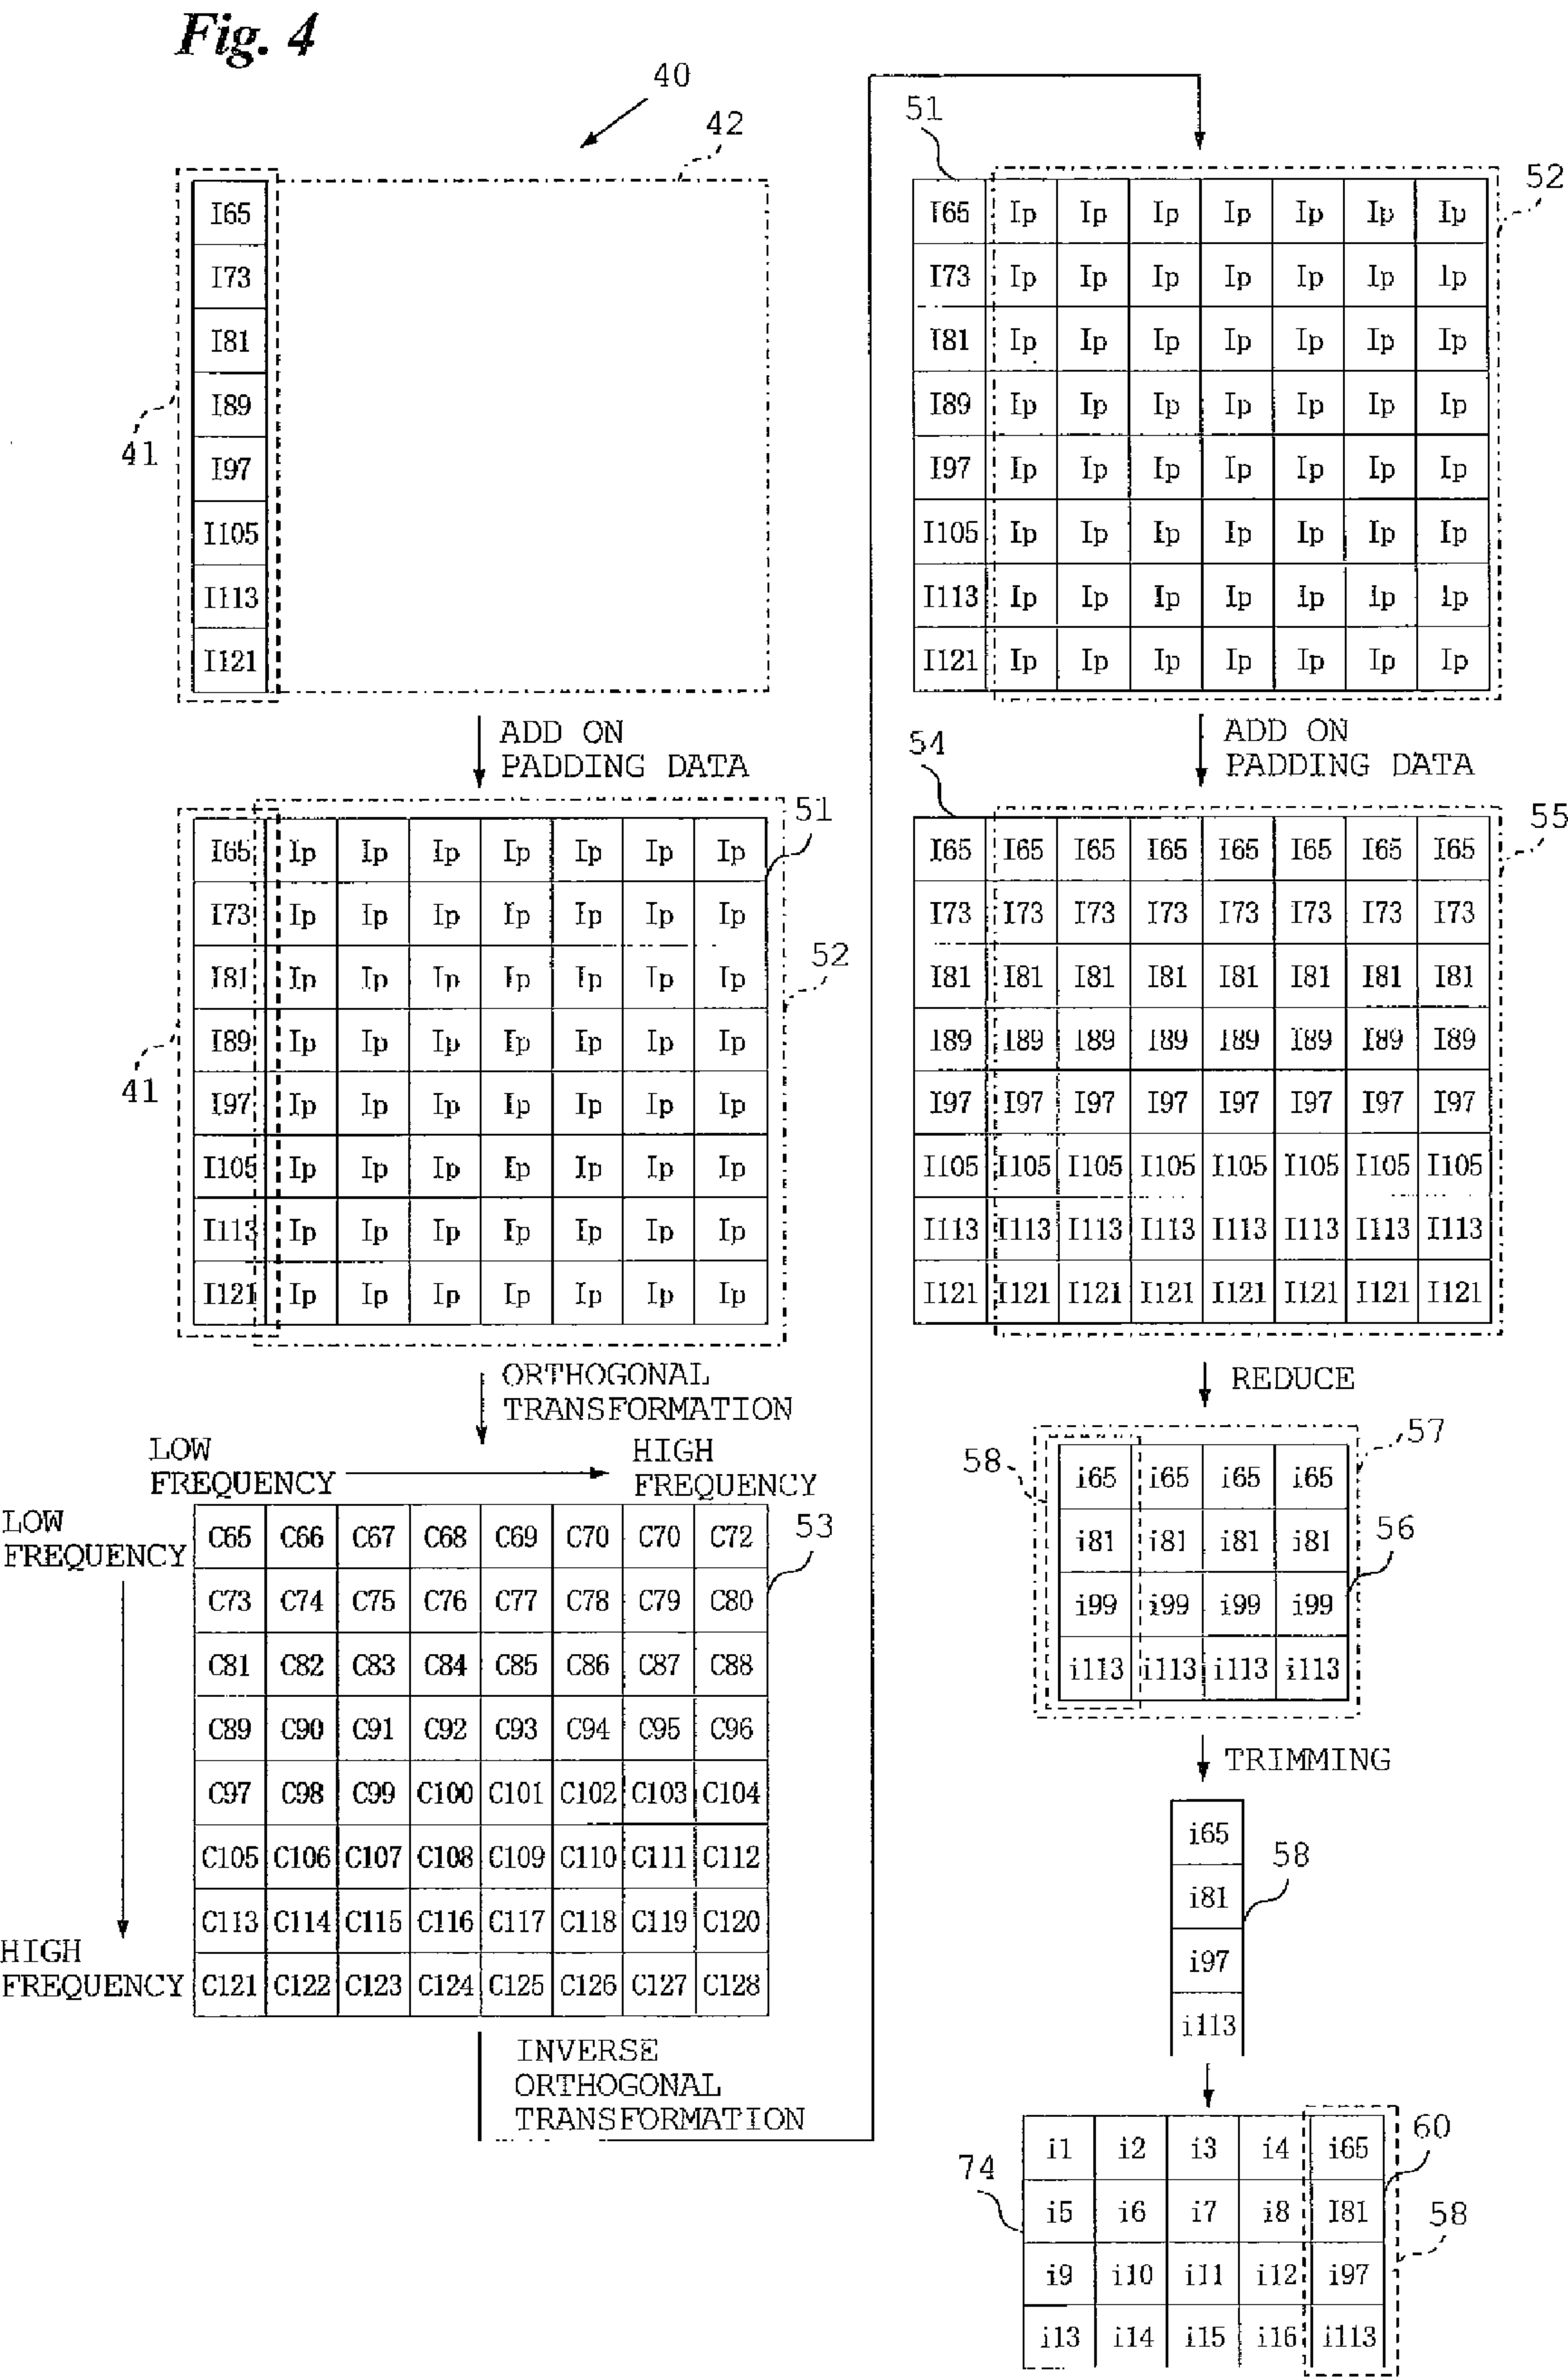 Fig. 4
40
42
I65
I73
I81
I89
I97
I105
I113
I121
41
ADD ON
PADDING DATA
51
52
I65 Ip Ip Ip Ip Ip Ip Ip
I73 Ip Ip Ip Ip Ip Ip Ip
I81 Ip Ip Ip Ip Ip Ip Ip
I89 Ip Ip Ip Ip Ip Ip Ip
I97 Ip Ip Ip Ip Ip Ip Ip
I105 Ip Ip Ip Ip Ip Ip Ip
I113 Ip Ip Ip Ip Ip Ip Ip
I121 Ip Ip Ip Ip Ip Ip Ip
41
ORTHOGONAL
TRANSFORMATION
LOW
FREQUENCY
HIGH
FREQUENCY
LOW
FREQUENCY
HIGH
FREQUENCY
53
C65 C66 C67 C68 C69 C70 C70 C72
C73 C74 C75 C76 C77 C78 C79 C80
C81 C82 C83 C84 C85 C86 C87 C88
C89 C90 C91 C92 C93 C94 C95 C96
C97 C98 C99 C100 C101 C102 C103 C104
C105 C106 C107 C108 C109 C110 C111 C112
C113 C114 C115 C116 C117 C118 C119 C120
C121 C122 C123 C124 C125 C126 C127 C128
INVERSE
ORTHOGONAL
TRANSFORMATION
51
52
I65 Ip Ip Ip Ip Ip Ip Ip
I73 Ip Ip Ip Ip Ip Ip Ip
I81 Ip Ip Ip Ip Ip Ip Ip
I89 Ip Ip Ip Ip Ip Ip Ip
I97 Ip Ip Ip Ip Ip Ip Ip
I105 Ip Ip Ip Ip Ip Ip Ip
I113 Ip Ip Ip Ip Ip Ip Ip
I121 Ip Ip Ip Ip Ip Ip Ip
ADD ON
PADDING DATA
54
55
I65 I65 I65 I65 I65 I65 I65 I65
I73 I73 I73 I73 I73 I73 I73 I73
I81 I81 I81 I81 I81 I81 I81 I81
I89 I89 I89 I89 I89 I89 I89 I89
I97 I97 I97 I97 I97 I97 I97 I97
I105 I105 I105 I105 I105 I105 I105 I105
I113 I113 I113 I113 I113 I113 I113 I113
I121 I121 I121 I121 I121 I121 I121 I121
REDUCE
58
57
56
i65 i65 i65 i65
i81 i81 i81 i81
i99 i99 i99 i99
i113 i113 i113 i113
TRIMMING
i65
i81
i97
i113
58
74
60
58
i1 i2 i3 i4 i65
i5 i6 i7 i8 I81
i9 i10 i11 i12 i97
i13 i14 i15 i16 i113